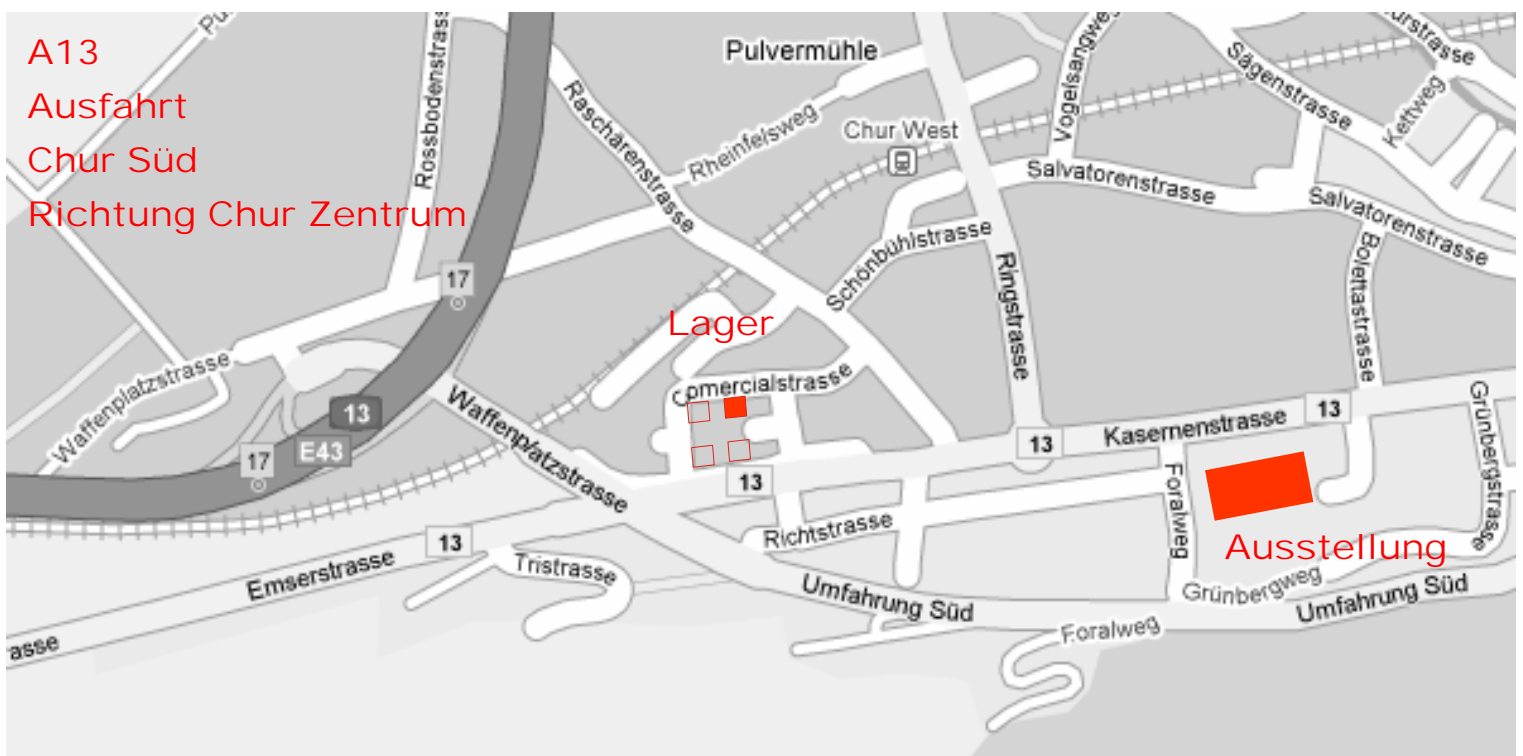 A13
Ausfahrt
Chur Süd
Richtung Chur Zentrum
Rossbodenstrasse
Raschärenstrasse
Pulvermühle
Rheinfelsweg
Chur West
Vogelsangweg
Sägenstrasse
Kettweg
Salvatorenstrasse
Salvatorenstrasse
Schönbühlstrasse
Ringstrasse
Bolettastrasse
17
Lager
Waffenplatzstrasse
Comercialstrasse
13
E43
17
Waffenplatzstrasse
13
13
Kasernenstrasse
13
Grünbergstrasse
13
Richtstrasse
Foralweg
Ausstellung
Emserstrasse
Tristrasse
Umfahrung Süd
Grünbergweg
Umfahrung Süd
Foralweg
asse